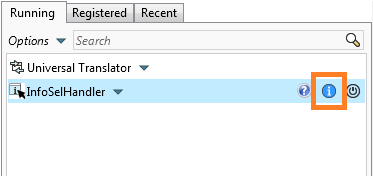 Running Registered Recent
Options Search
Universal Translator
InfoSelHandler